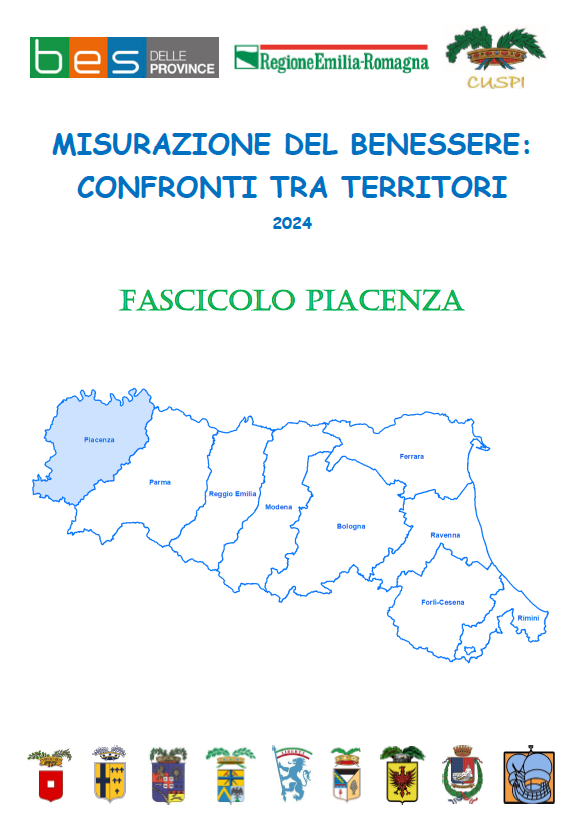 bes DELLE
PROVINCE
RegioneEmilia-Romagna
CUSPI
MISURAZIONE DEL BENESSERE:
CONFRONTI TRA TERRITORI
2024
FASCICOLO PIACENZA
Piacenza
Ferrara
Parma
Reggio Emilia
Modena
Bologna
Ravenna
Forlì-Cesena
Rimini
LIBERTAS